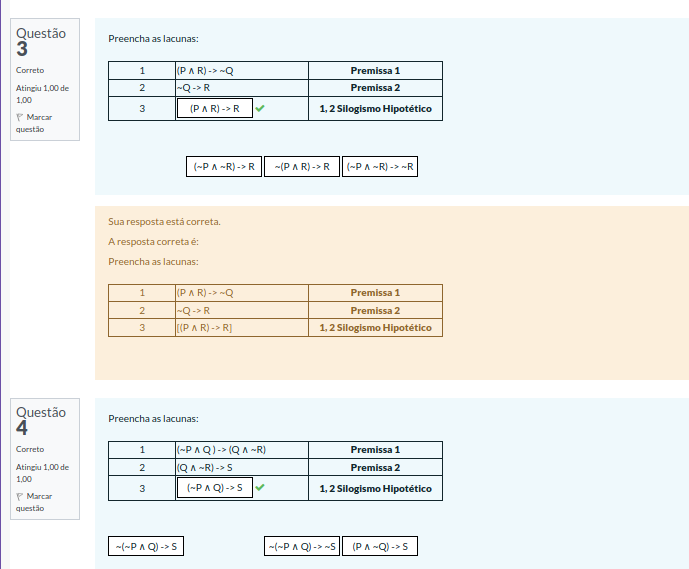 Questão
3
Correto
Atingiu 1,00 de
1,00
Marcar
questão
Preencha as lacunas:
1 (P ∧ R) -> ~Q Premissa 1
2 ~Q -> R Premissa 2
3 (P ∧ R) -> R 1, 2 Silogismo Hipotético
(~P ∧ ~R) -> R ~(P ∧ R) -> R (~P ∧ ~R) -> ~R
Sua resposta está correta.
A resposta correta é:
Preencha as lacunas:
1 (P ∧ R) -> ~Q Premissa 1
2 ~Q -> R Premissa 2
3 [(P ∧ R) -> R] 1, 2 Silogismo Hipotético
Questão
4
Correto
Atingiu 1,00 de
1,00
Marcar
questão
Preencha as lacunas:
1 (~P ∧ Q ) -> (Q ∧ ~R) Premissa 1
2 (Q ∧ ~R) -> S Premissa 2
3 (~P ∧ Q) -> S 1, 2 Silogismo Hipotético
~(~P ∧ Q) -> S ~(~P ∧ Q) -> ~S (P ∧ ~Q) -> S